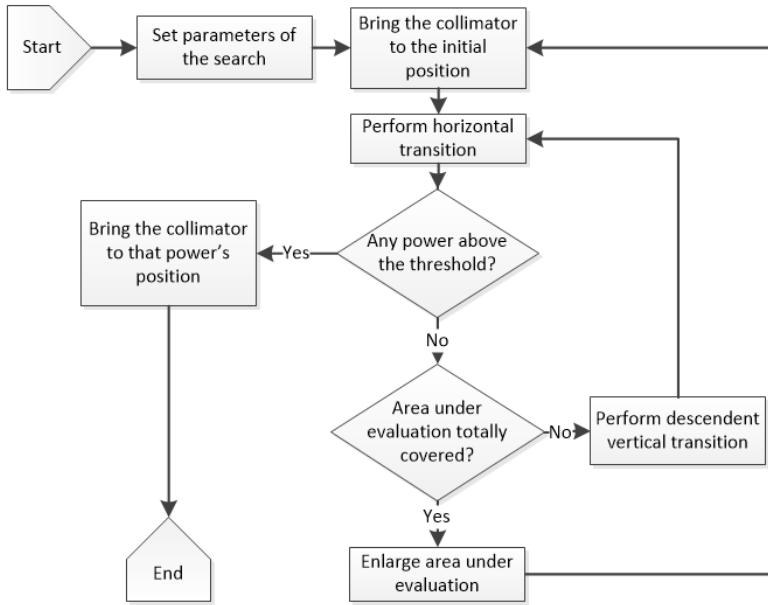 Start
Set parameters of
the search
Bring the collimator
to the initial
position
Perform horizontal
transition
Any power above
the threshold?
Yes
Bring the collimator
to that power's
position
No
Area under
evaluation totally
covered?
No
Perform descendent
vertical transition
Yes
Enlarge area under
evaluation
End